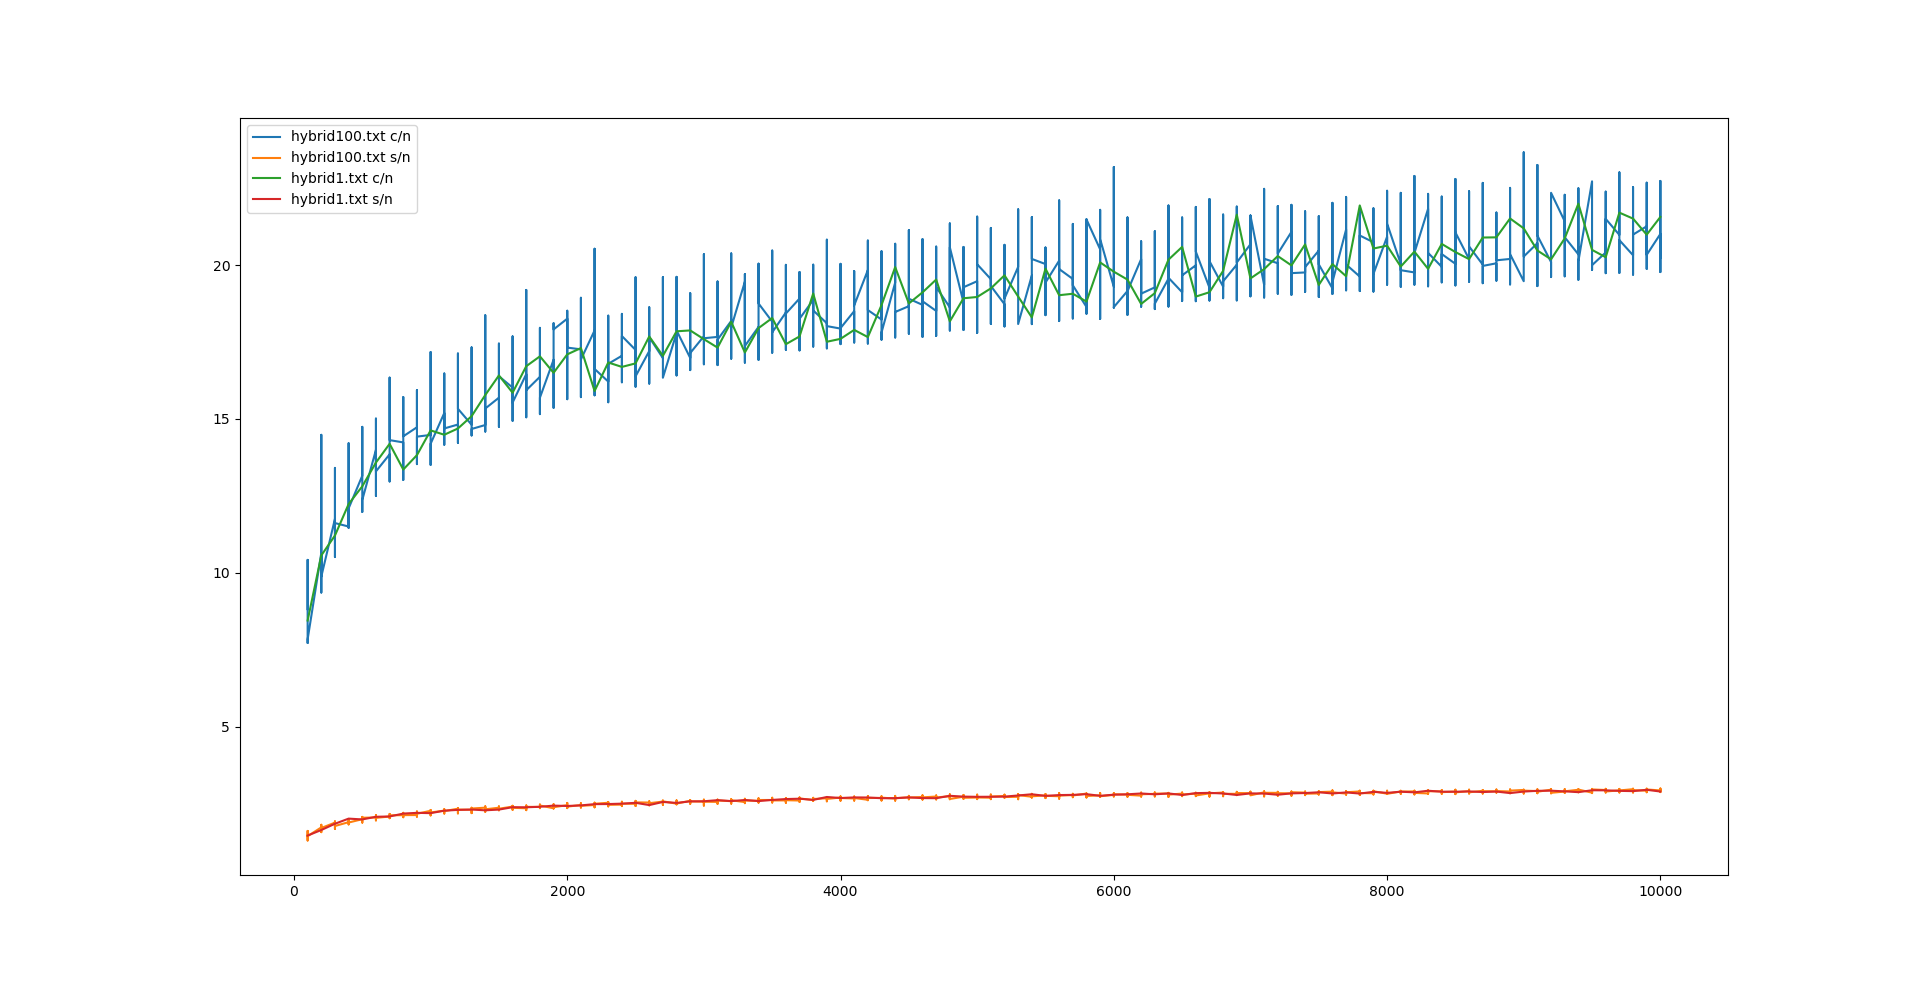 hybrid100.txt c/n
hybrid100.txt s/n
hybrid1.txt c/n
hybrid1.txt s/n
20
15
10
5
0 2000 4000 6000 8000 10000